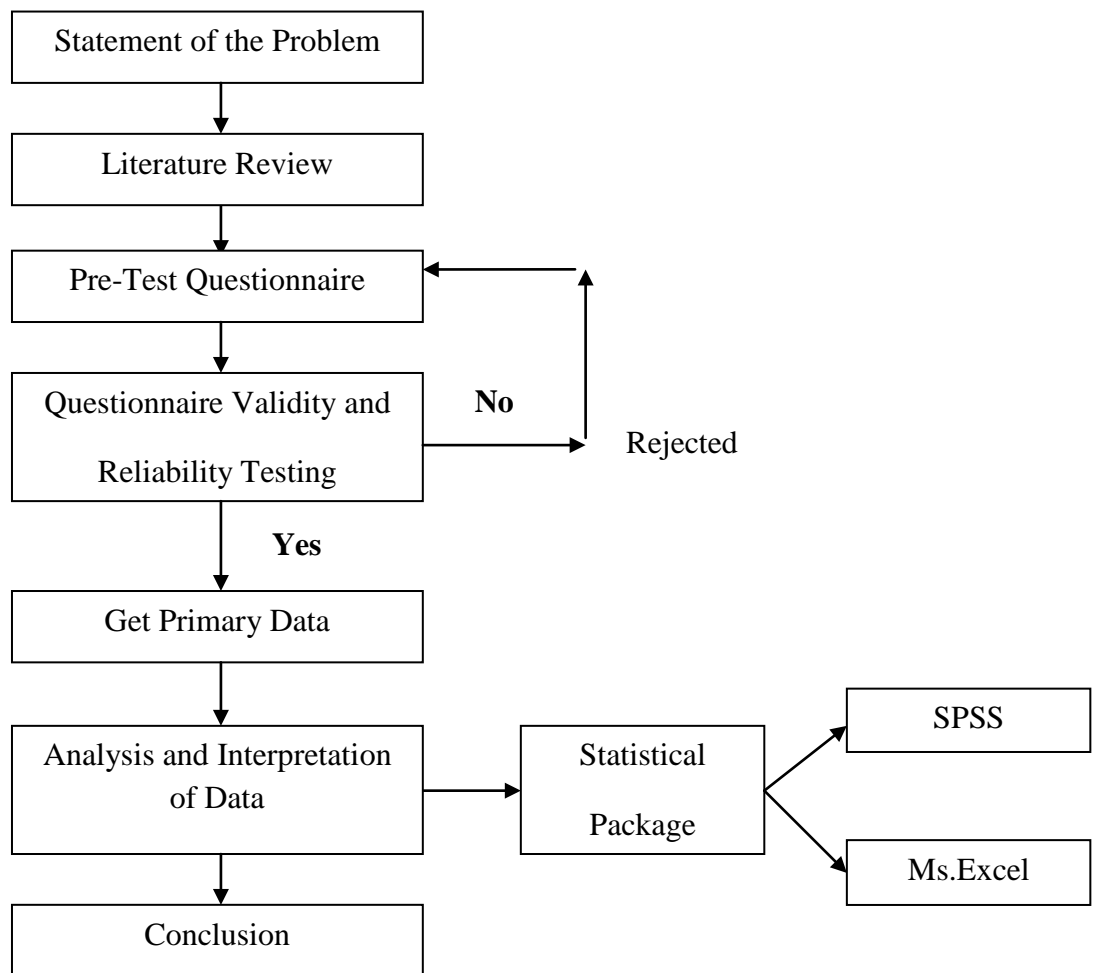 Statement of the Problem
Literature Review
Pre-Test Questionnaire
Questionnaire Validity and
Reliability Testing
No
Rejected
Yes
Get Primary Data
Analysis and Interpretation
of Data
Statistical
Package
SPSS
Ms.Excel
Conclusion